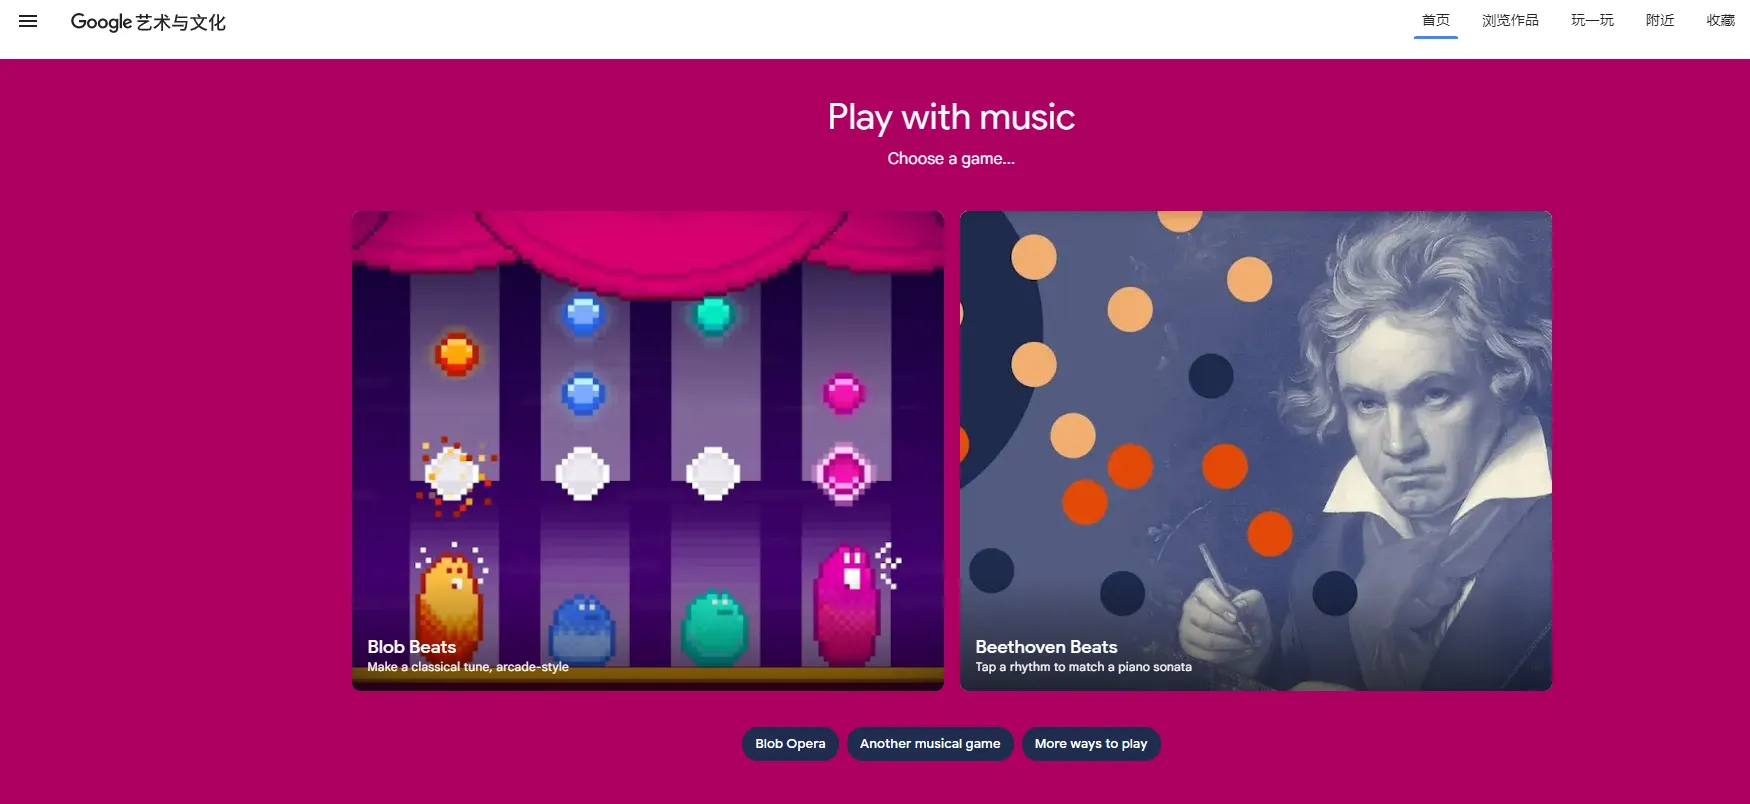 Google 艺术与文化
首页 浏览作品 玩一玩 附近 收藏
Play with music
Choose a game...
Blob Beats
Make a classical tune, arcade-style
Beethoven Beats
Tap a rhythm to match a piano sonata
Blob Opera Another musical game More ways to play